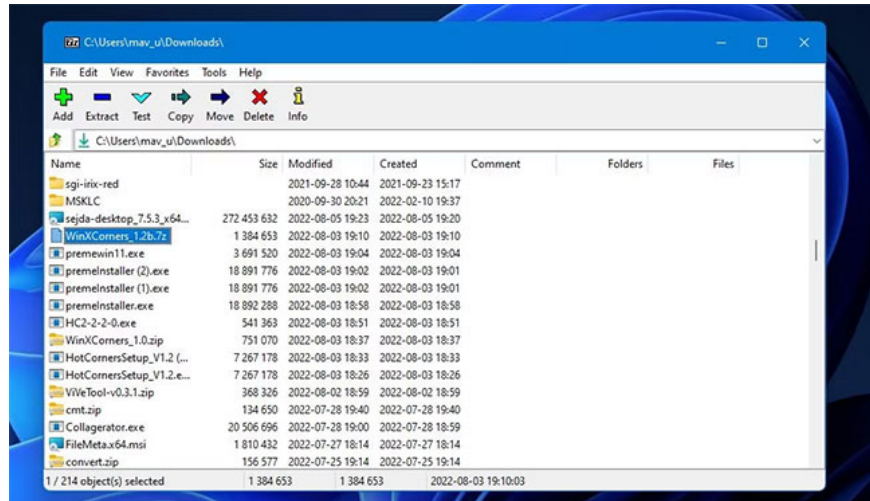 C:\Users\mav_u\Downloads\
File Edit View Favorites Tools Help
Add Extract Test Copy Move Delete Info
C:\Users\mav_u\Downloads\
Name Size Modified Created Comment Folders Files
sgi-irix-red 2021-09-28 10:44 2021-09-23 15:17
MSKLC 2020-09-30 20:21 2022-02-10 19:37
sejda-desktop_7.5.3_x64... 272 453 632 2022-08-05 19:23 2022-08-05 19:20
WinXCorners_1.2b.7z 1 384 653 2022-08-03 19:10 2022-08-03 19:10
premewin11.exe 3 691 520 2022-08-03 19:04 2022-08-03 19:04
premeInstaller (2).exe 18 891 776 2022-08-03 19:02 2022-08-03 19:01
premeInstaller (1).exe 18 891 776 2022-08-03 19:02 2022-08-03 19:01
premeInstaller.exe 18 892 288 2022-08-03 18:58 2022-08-03 18:58
HC2-2-2-0.exe 541 363 2022-08-03 18:51 2022-08-03 18:51
WinXCorners_1.0.zip 751 070 2022-08-03 18:37 2022-08-03 18:37
HotCornersSetup_V1.2 (... 7 267 178 2022-08-03 18:33 2022-08-03 18:33
HotCornersSetup_V1.2.e... 7 267 178 2022-08-03 18:26 2022-08-03 18:26
ViVeTool-v0.3.1.zip 368 326 2022-08-02 18:59 2022-08-02 18:59
cmt.zip 134 650 2022-07-28 19:40 2022-07-28 19:40
Collagerator.exe 20 506 696 2022-07-28 19:00 2022-07-28 18:59
FileMeta.x64.msi 1 810 432 2022-07-27 18:14 2022-07-27 18:14
convert.zip 156 577 2022-07-25 19:14 2022-07-25 19:14
1 / 214 object(s) selected 1 384 653 1 384 653 2022-08-03 19:10:03